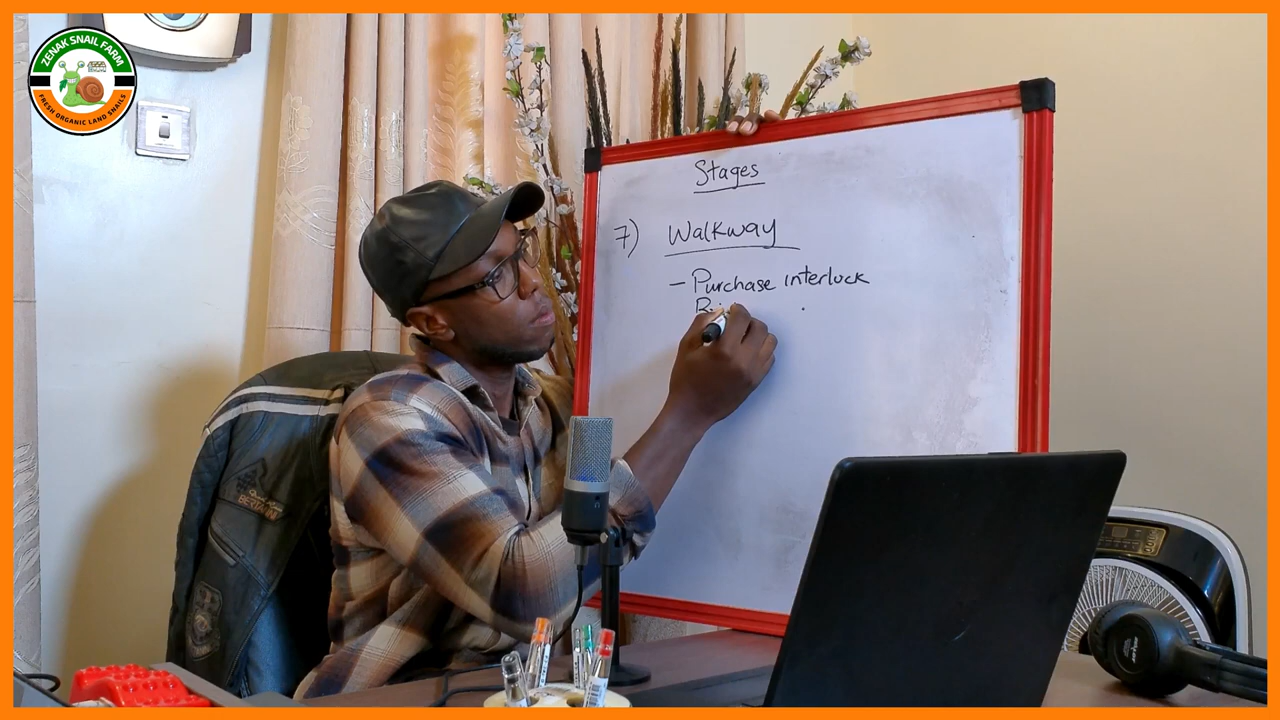 ZENAK SNAIL FARM
FRESH ORGANIC LAND SNAILS
Stages
7) Walkway
- Purchase interlock